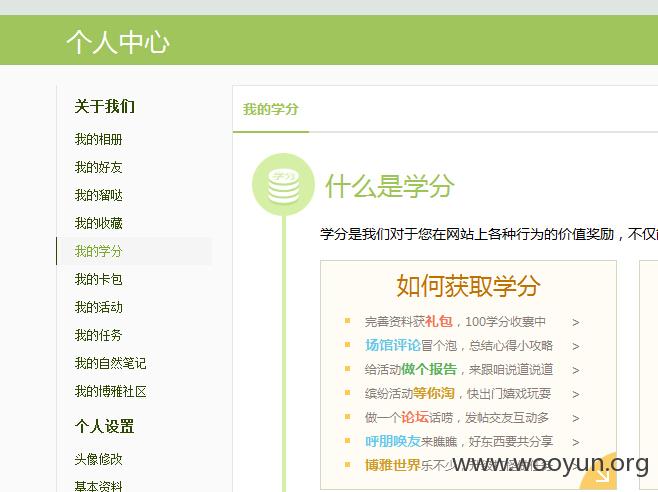 个人中心
关于我们
我的相册
我的好友
我的留哒
我的收藏
我的学分
我的卡包
我的活动
我的任务
我的自然笔记
我的博雅社区
个人设置
头像修改
基本资料
我的学分
学分
什么是学分
学分是我们对于您在网站上各种行为的价值奖励，不仅
如何获取学分
完善资料获礼包，100学分收囊中 >
场馆评论冒个泡，总结心得小攻略 >
给活动做个报告，来跟咱说道说道 >
缤纷活动等你淘，快出门嬉戏玩耍 >
做一个论坛话唠，发帖交友互动多 >
呼朋唤友来瞧瞧，好东西要共分享 >
博雅世界乐不少，
www.wooyun.org